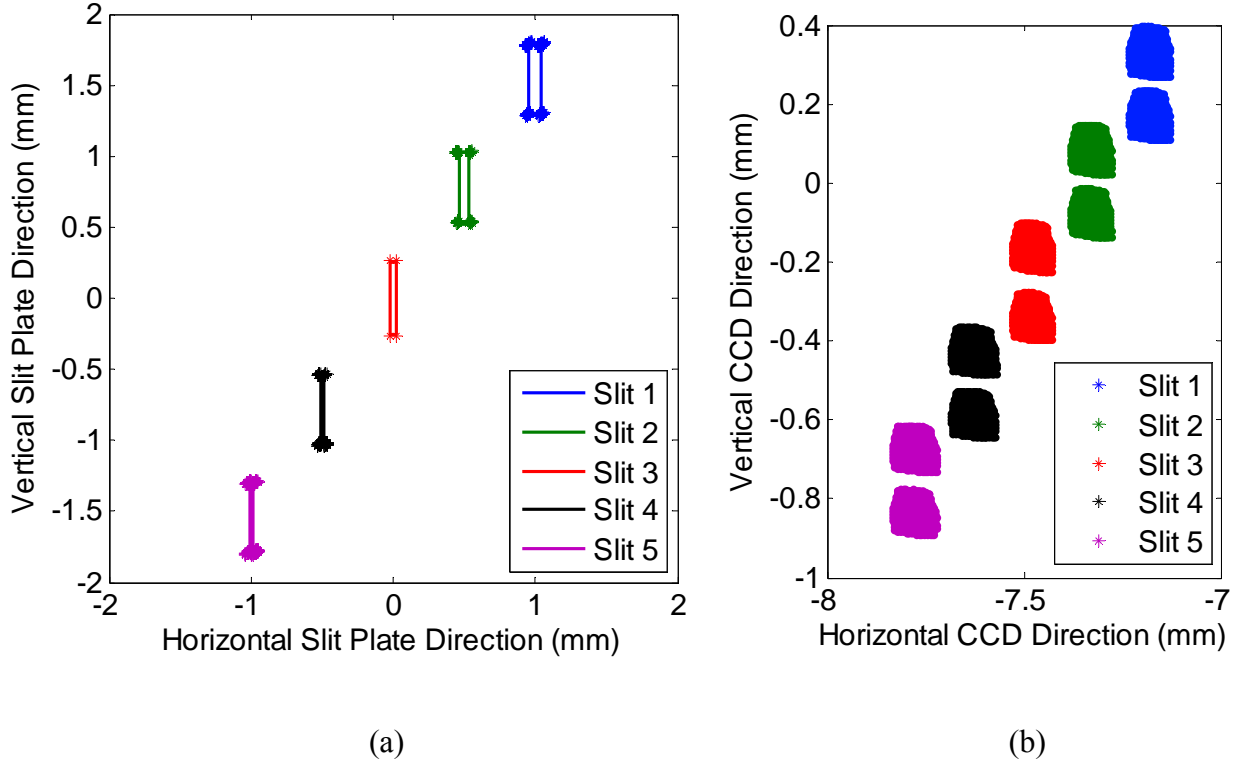 2
1.5
1
0.5
0
-0.5
-1
-1.5
-2
-2
-1
0
1
2
Vertical Slit Plate Direction (mm)
Horizontal Slit Plate Direction (mm)
Slit 1
Slit 2
Slit 3
Slit 4
Slit 5
(a)
0.4
0.2
0
-0.2
-0.4
-0.6
-0.8
-1
-8
-7.5
-7
Vertical CCD Direction (mm)
Horizontal CCD Direction (mm)
Slit 1
Slit 2
Slit 3
Slit 4
Slit 5
(b)